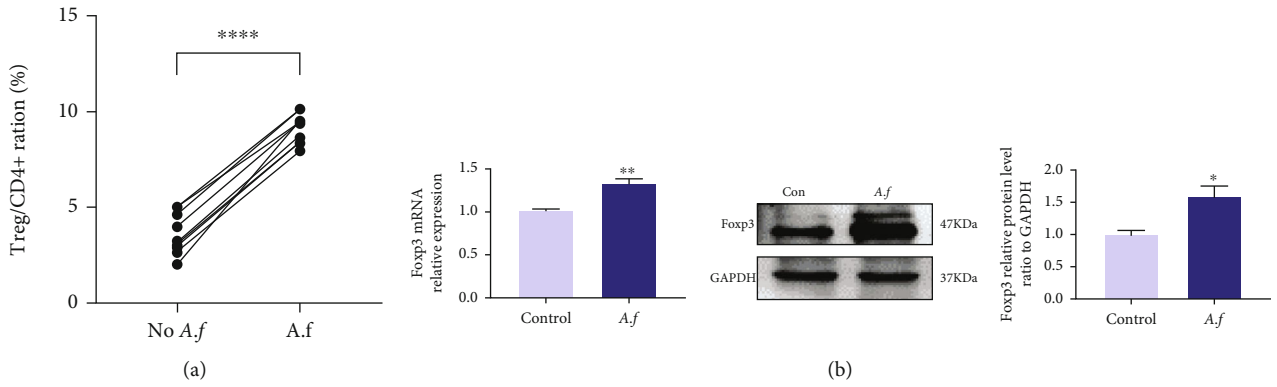 Treg/CD4+ ration (%)
15
10
5
0
****
No A.f
A.f
(a)
Foxp3 mRNA
relative expression
1.5
1.0
0.5
0.0
**
Control
A.f
Con
A.f
Foxp3
47KDa
GAPDH
37KDa
Foxp3 relative protein level
ratio to GAPDH
2.0
1.5
1.0
0.5
0.0
*
Control
A.f
(b)